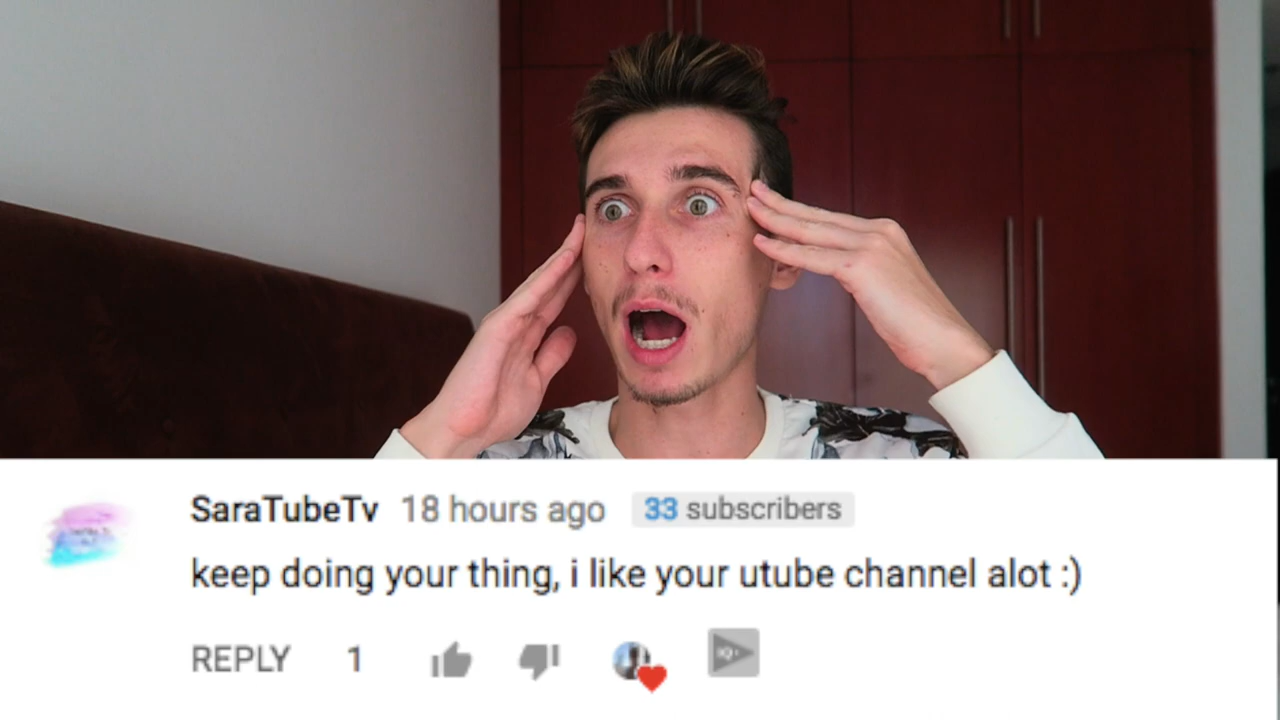 SaraTubeTv 18 hours ago 33 subscribers
keep doing your thing, i like your utube channel alot :)
REPLY 1